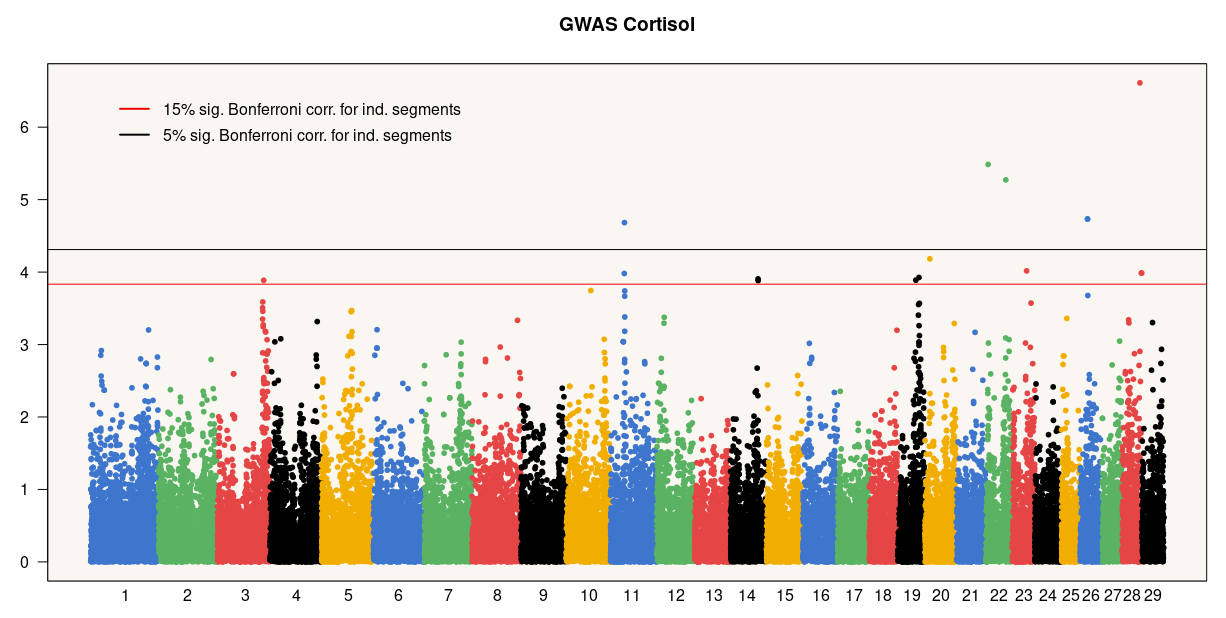 GWAS Cortisol
15% sig. Bonferroni corr. for ind. segments
5% sig. Bonferroni corr. for ind. segments
6
5
4
3
2
1
0
1 2 3 4 5 6 7 8 9 10 11 12 13 14 15 16 17 18 19 20 21 22 23 24 25 26 27 28 29